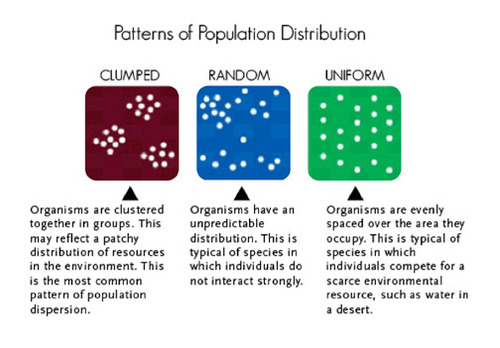 Patterns of Population Distribution
CLUMPED
RANDOM
UNIFORM
Organisms are clustered
together in groups. This
may reflect a patchy
distribution of resources
in the environment. This
is the most common
pattern of population
dispersion.
Organisms have an
unpredictable
distribution. This is
typical of species in
which individuals do
not interact strongly.
Organisms are evenly
spaced over the area they
occupy. This is typical of
species in which
individuals compete for a
scarce environmental
resource, such as water in
a desert.